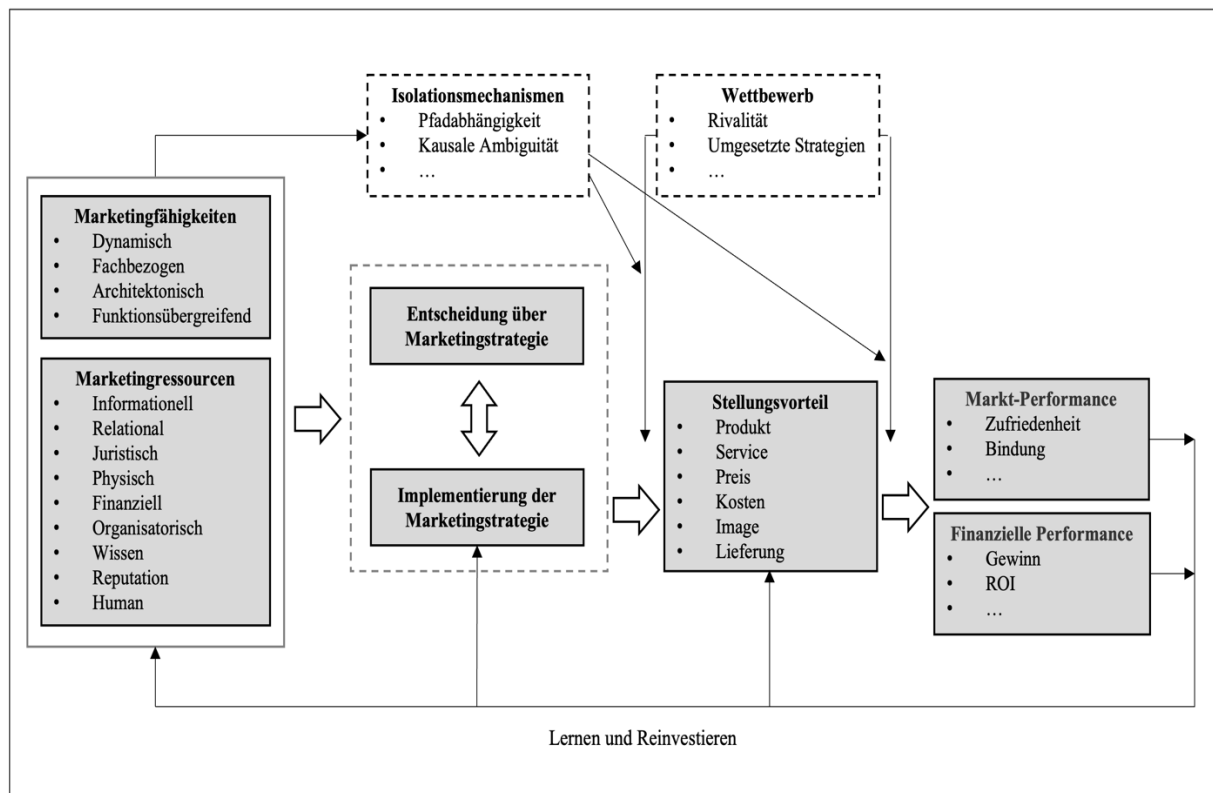 Isolationsmechanismen
• Pfadabhängigkeit
• Kausale Ambiguität
• …
Wettbewerb
• Rivalität
• Umgesetzte Strategien
• …
Marketingfähigkeiten
• Dynamisch
• Fachbezogen
• Architektonisch
• Funktionsübergreifend
Marketingressourcen
• Informationell
• Relational
• Juristisch
• Physisch
• Finanziell
• Organisatorisch
• Wissen
• Reputation
• Human
Entscheidung über
Marketingstrategie
Implementierung der
Marketingstrategie
Stellungsvorteil
• Produkt
• Service
• Preis
• Kosten
• Image
• Lieferung
Markt-Performance
• Zufriedenheit
• Bindung
• …
Finanzielle Performance
• Gewinn
• ROI
• …
Lernen und Reinvestieren